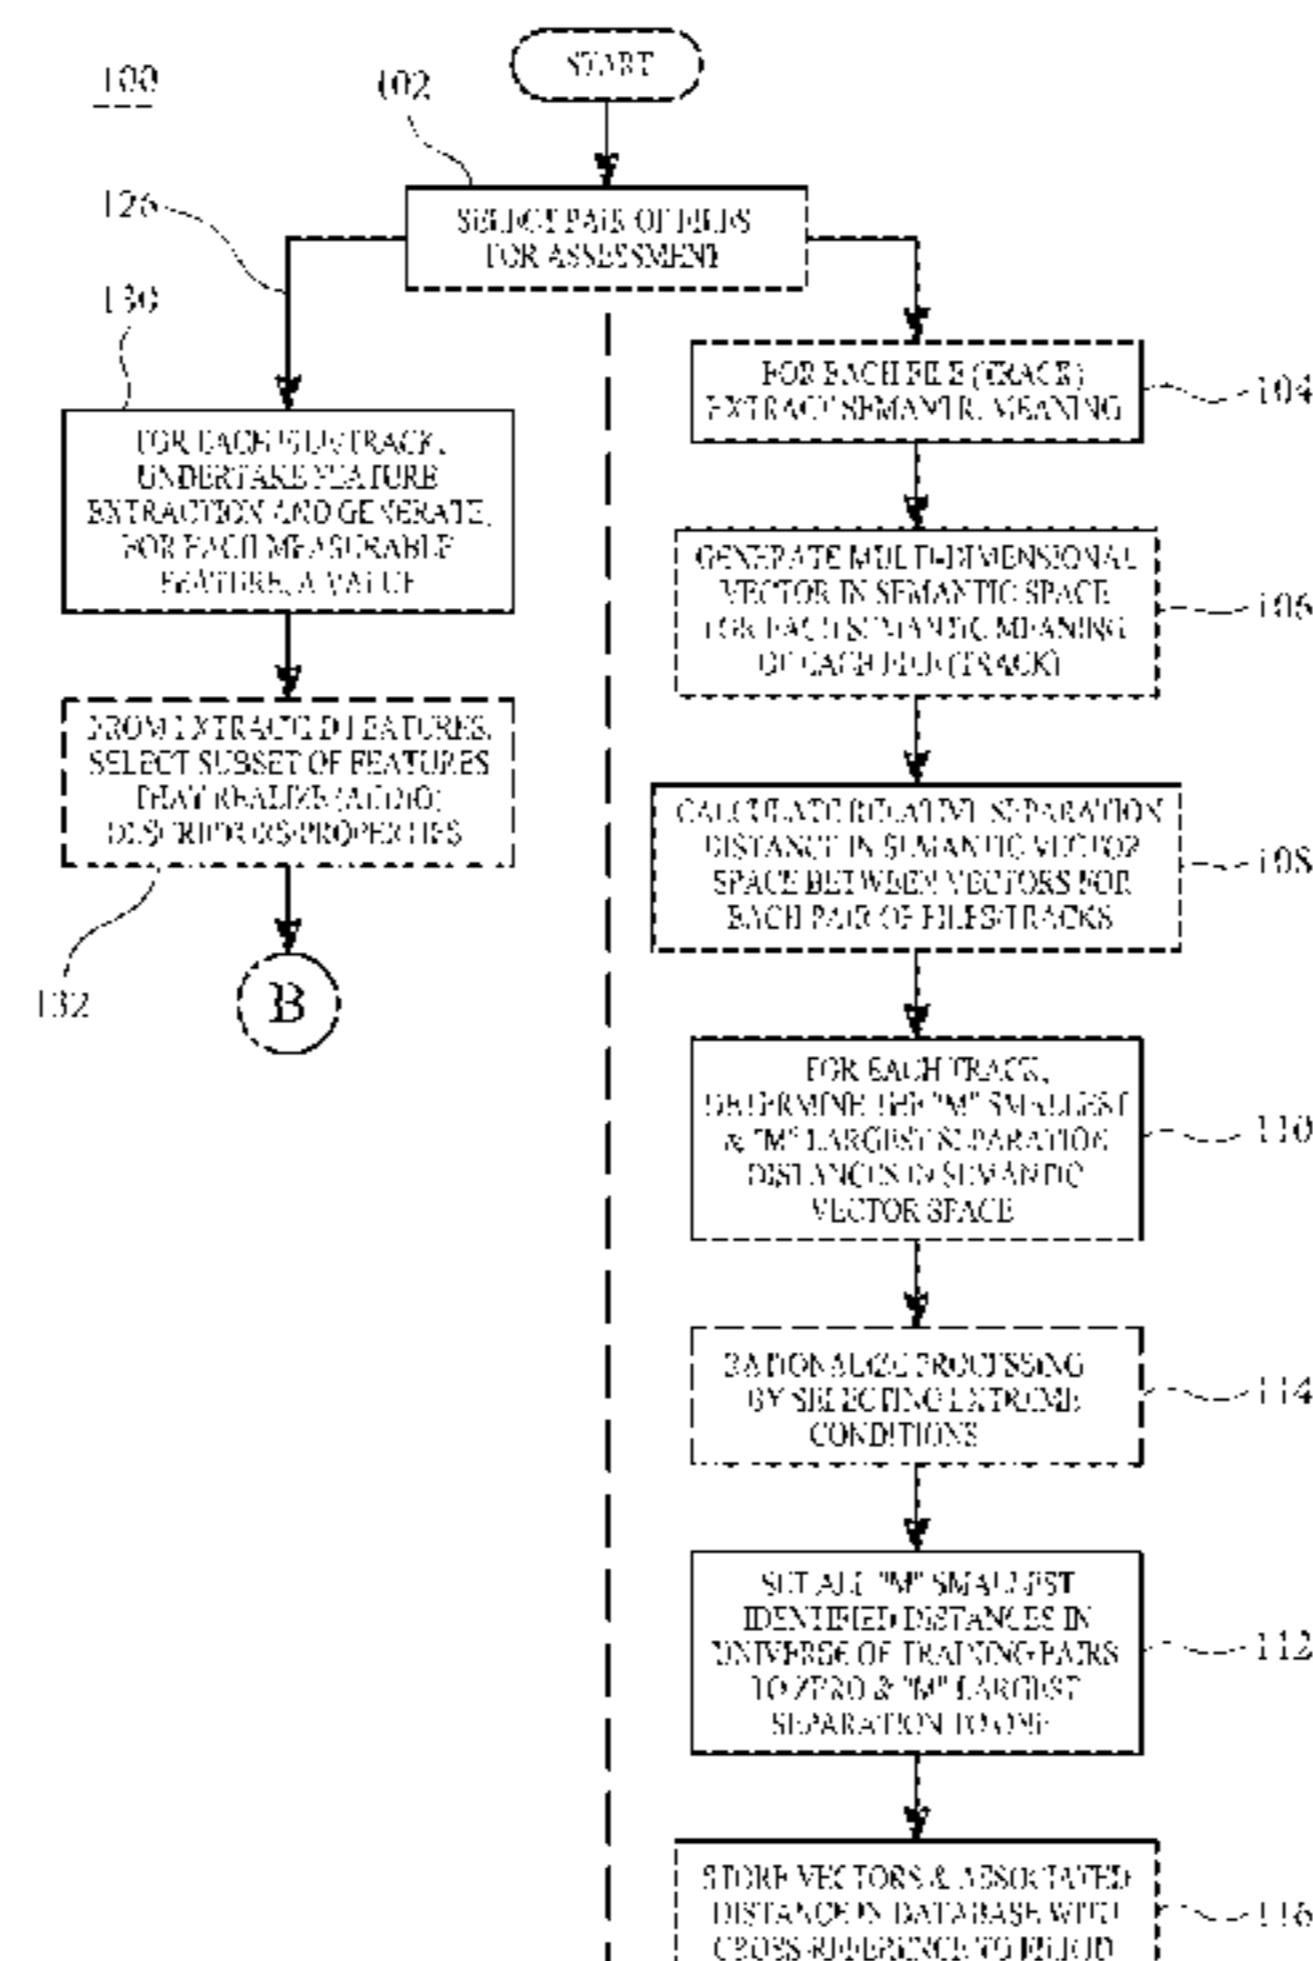 100
START
102
SELECT PAIR OF FILES
FOR ASSESSMENT
126
130
FOR EACH FILE/TRACK,
UNDERTAKE FEATURE
EXTRACTION AND GENERATE,
FOR EACH MEASURABLE
FEATURE, A VALUE
FROM EXTRACTED FEATURES,
SELECT SUBSET OF FEATURES
THAT REALIZE (AUDIO)
DESCRIPTORS/PROPERTIES
132
B
FOR EACH FILE (TRACK)
EXTRACT SEMANTIC MEANING
104
GENERATE MULTI-DIMENSIONAL
VECTOR IN SEMANTIC SPACE
FOR EACH SEMANTIC MEANING
OF EACH FILE (TRACK)
106
CALCULATE RELATIVE SEPARATION
DISTANCE IN SEMANTIC VECTOR
SPACE BETWEEN VECTORS FOR
EACH PAIR OF FILES/TRACKS
108
FOR EACH TRACK,
DETERMINE THE "M" SMALLEST
& "M" LARGEST SEPARATION
DISTANCES IN SEMANTIC
VECTOR SPACE
110
RATIONALIZE PROCESSING
BY SELECTING EXTREME
CONDITIONS
114
SET ALL "M" SMALLEST
IDENTIFIED DISTANCES IN
UNIVERSE OF TRAINING PAIRS
TO ZERO & "M" LARGEST
SEPARATION TO ONE
112
STORE VECTORS & ASSOCIATED
DISTANCE IN DATABASE WITH
CROSS-REFERENCE TO FILE ID
116